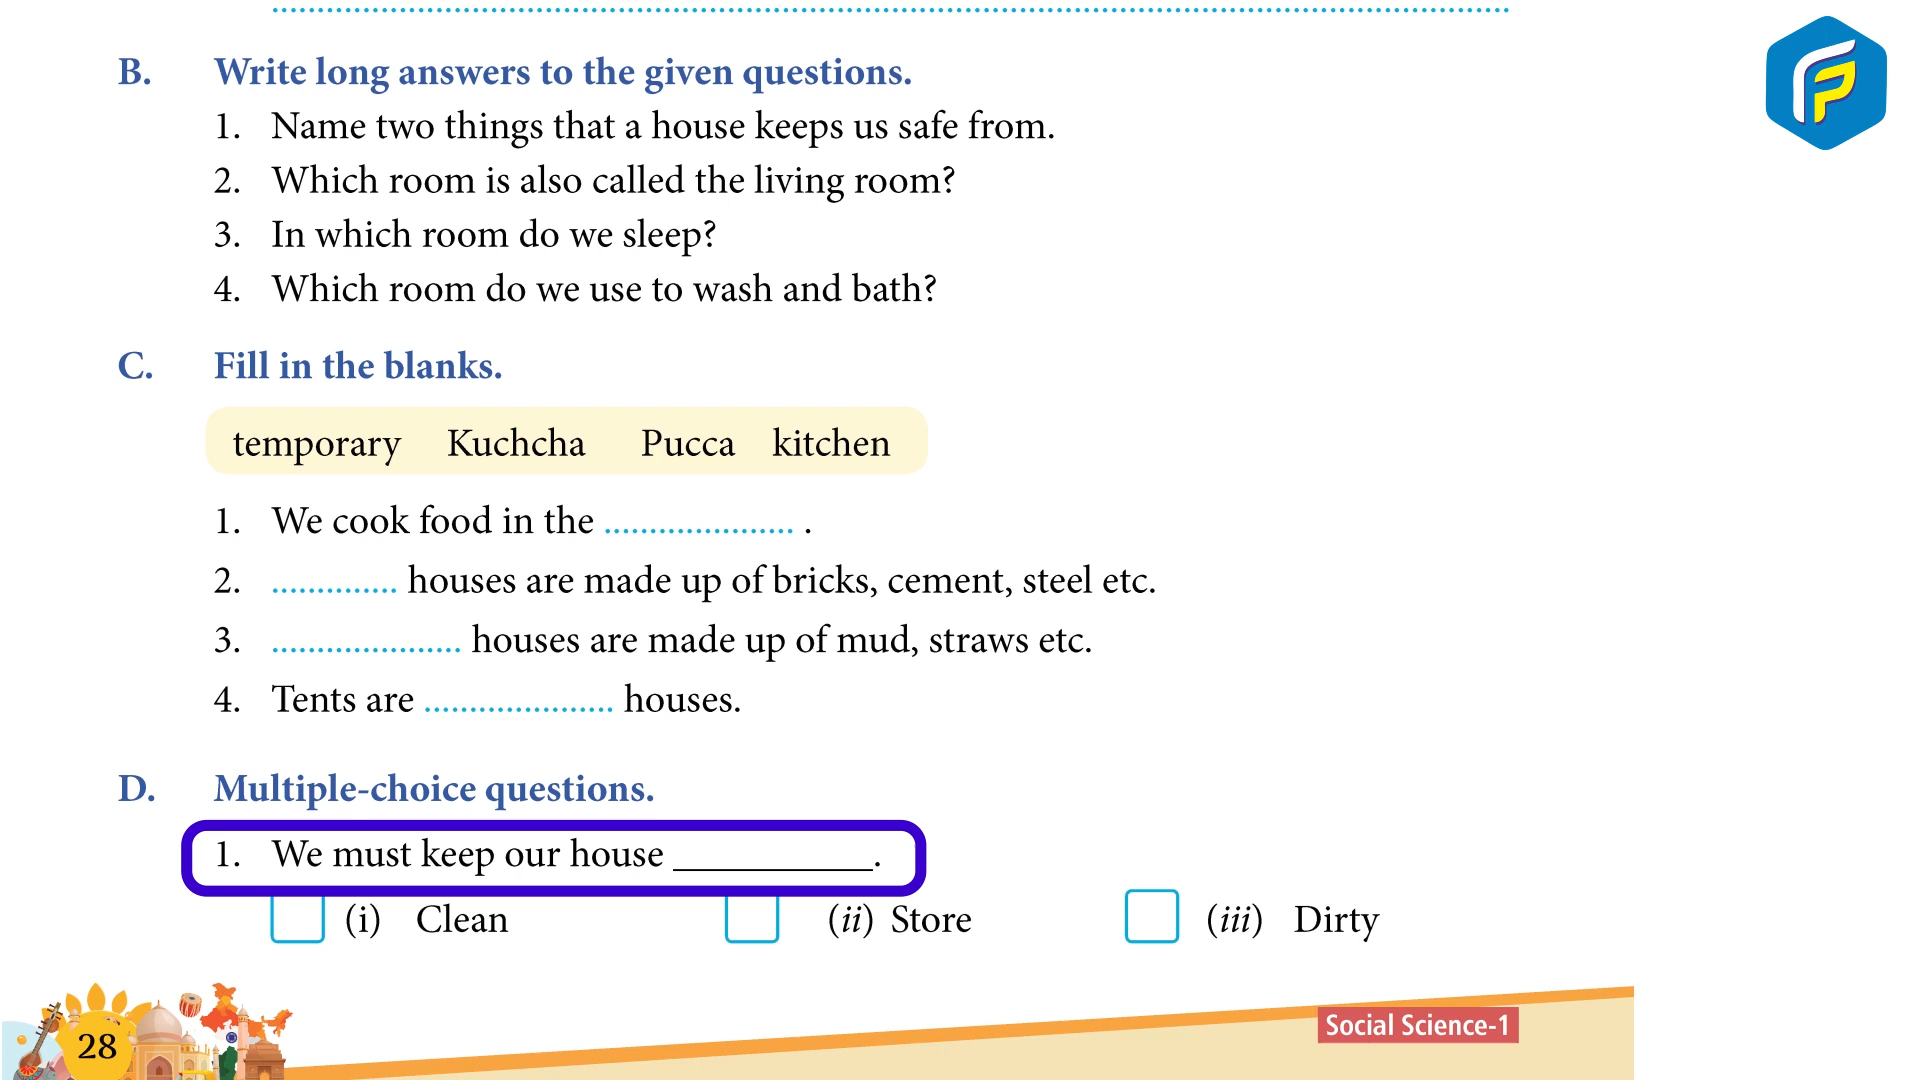 B. Write long answers to the given questions.
1. Name two things that a house keeps us safe from.
2. Which room is also called the living room?
3. In which room do we sleep?
4. Which room do we use to wash and bath?
C. Fill in the blanks.
temporary Kuchcha Pucca kitchen
1. We cook food in the ..................... .
2. .............. houses are made up of bricks, cement, steel etc.
3. ..................... houses are made up of mud, straws etc.
4. Tents are ..................... houses.
D. Multiple-choice questions.
1. We must keep our house __________.
(i) Clean (ii) Store (iii) Dirty
28 Social Science-1